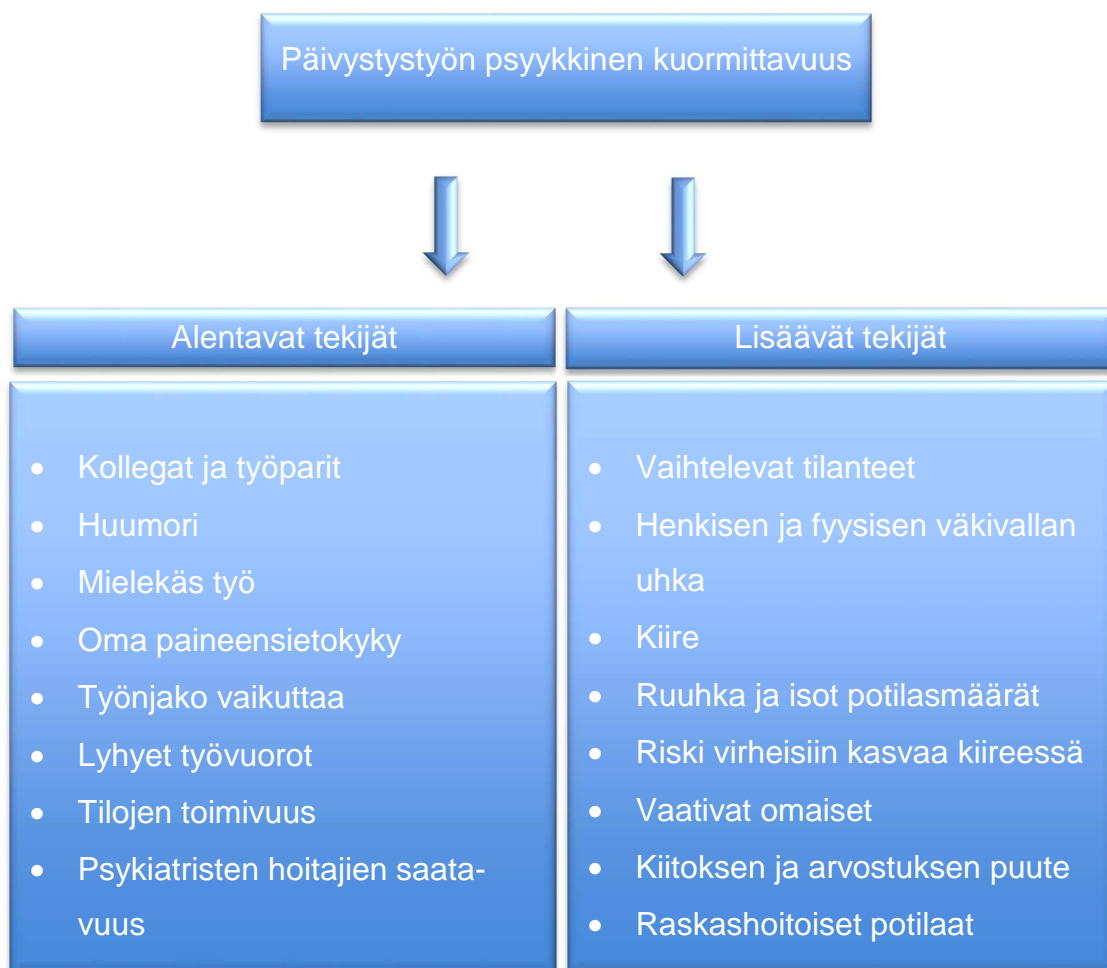 Päivystystyön psyykkinen kuormittavuus
Alentavat tekijät
• Kollegat ja työparit
• Huumori
• Mielekäs työ
• Oma paineensietokyky
• Työnjako vaikuttaa
• Lyhyet työvuorot
• Tilojen toimivuus
• Psykiatristen hoitajien saata-
vuus
Lisäävät tekijät
• Vaihtelevat tilanteet
• Henkisen ja fyysisen väkivallan
uhka
• Kiire
• Ruuhka ja isot potilasmäärät
• Riski virheisiin kasvaa kiireessä
• Vaativat omaiset
• Kiitoksen ja arvostuksen puute
• Raskashoitoiset potilaat